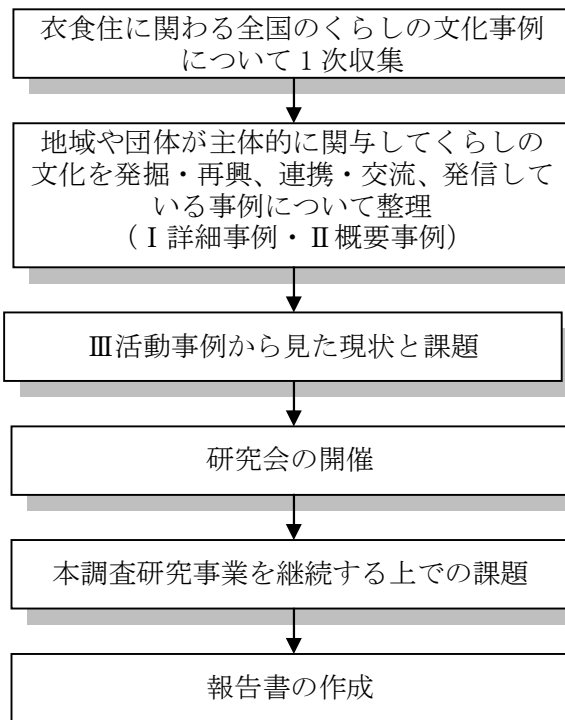 衣食住に関わる全国のくらしの文化事例
について１次収集
地域や団体が主体的に関与してくらしの
文化を発掘・再興、連携・交流、発信して
いる事例について整理
（Ⅰ詳細事例・Ⅱ概要事例）
Ⅲ活動事例から見た現状と課題
研究会の開催
本調査研究事業を継続する上での課題
報告書の作成